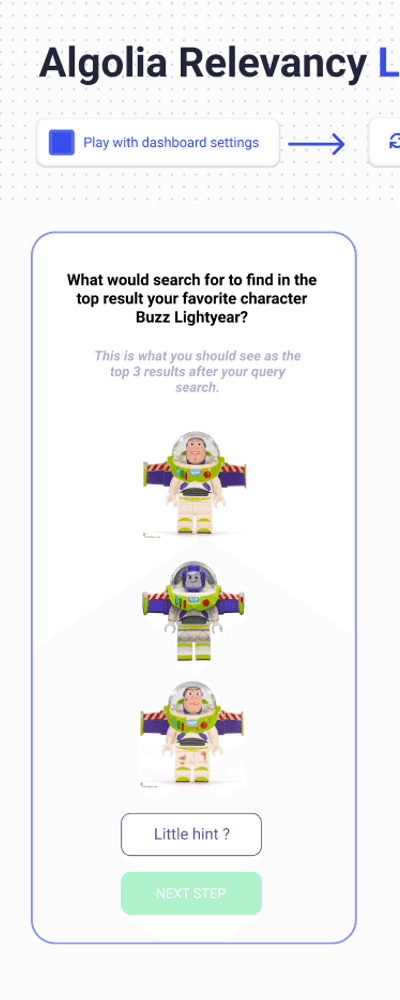 Algolia Relevancy L
Play with dashboard settings
What would search for to find in the
top result your favorite character
Buzz Lightyear?
This is what you should see as the
top 3 results after your query
search.
Little hint ?
NEXT STEP